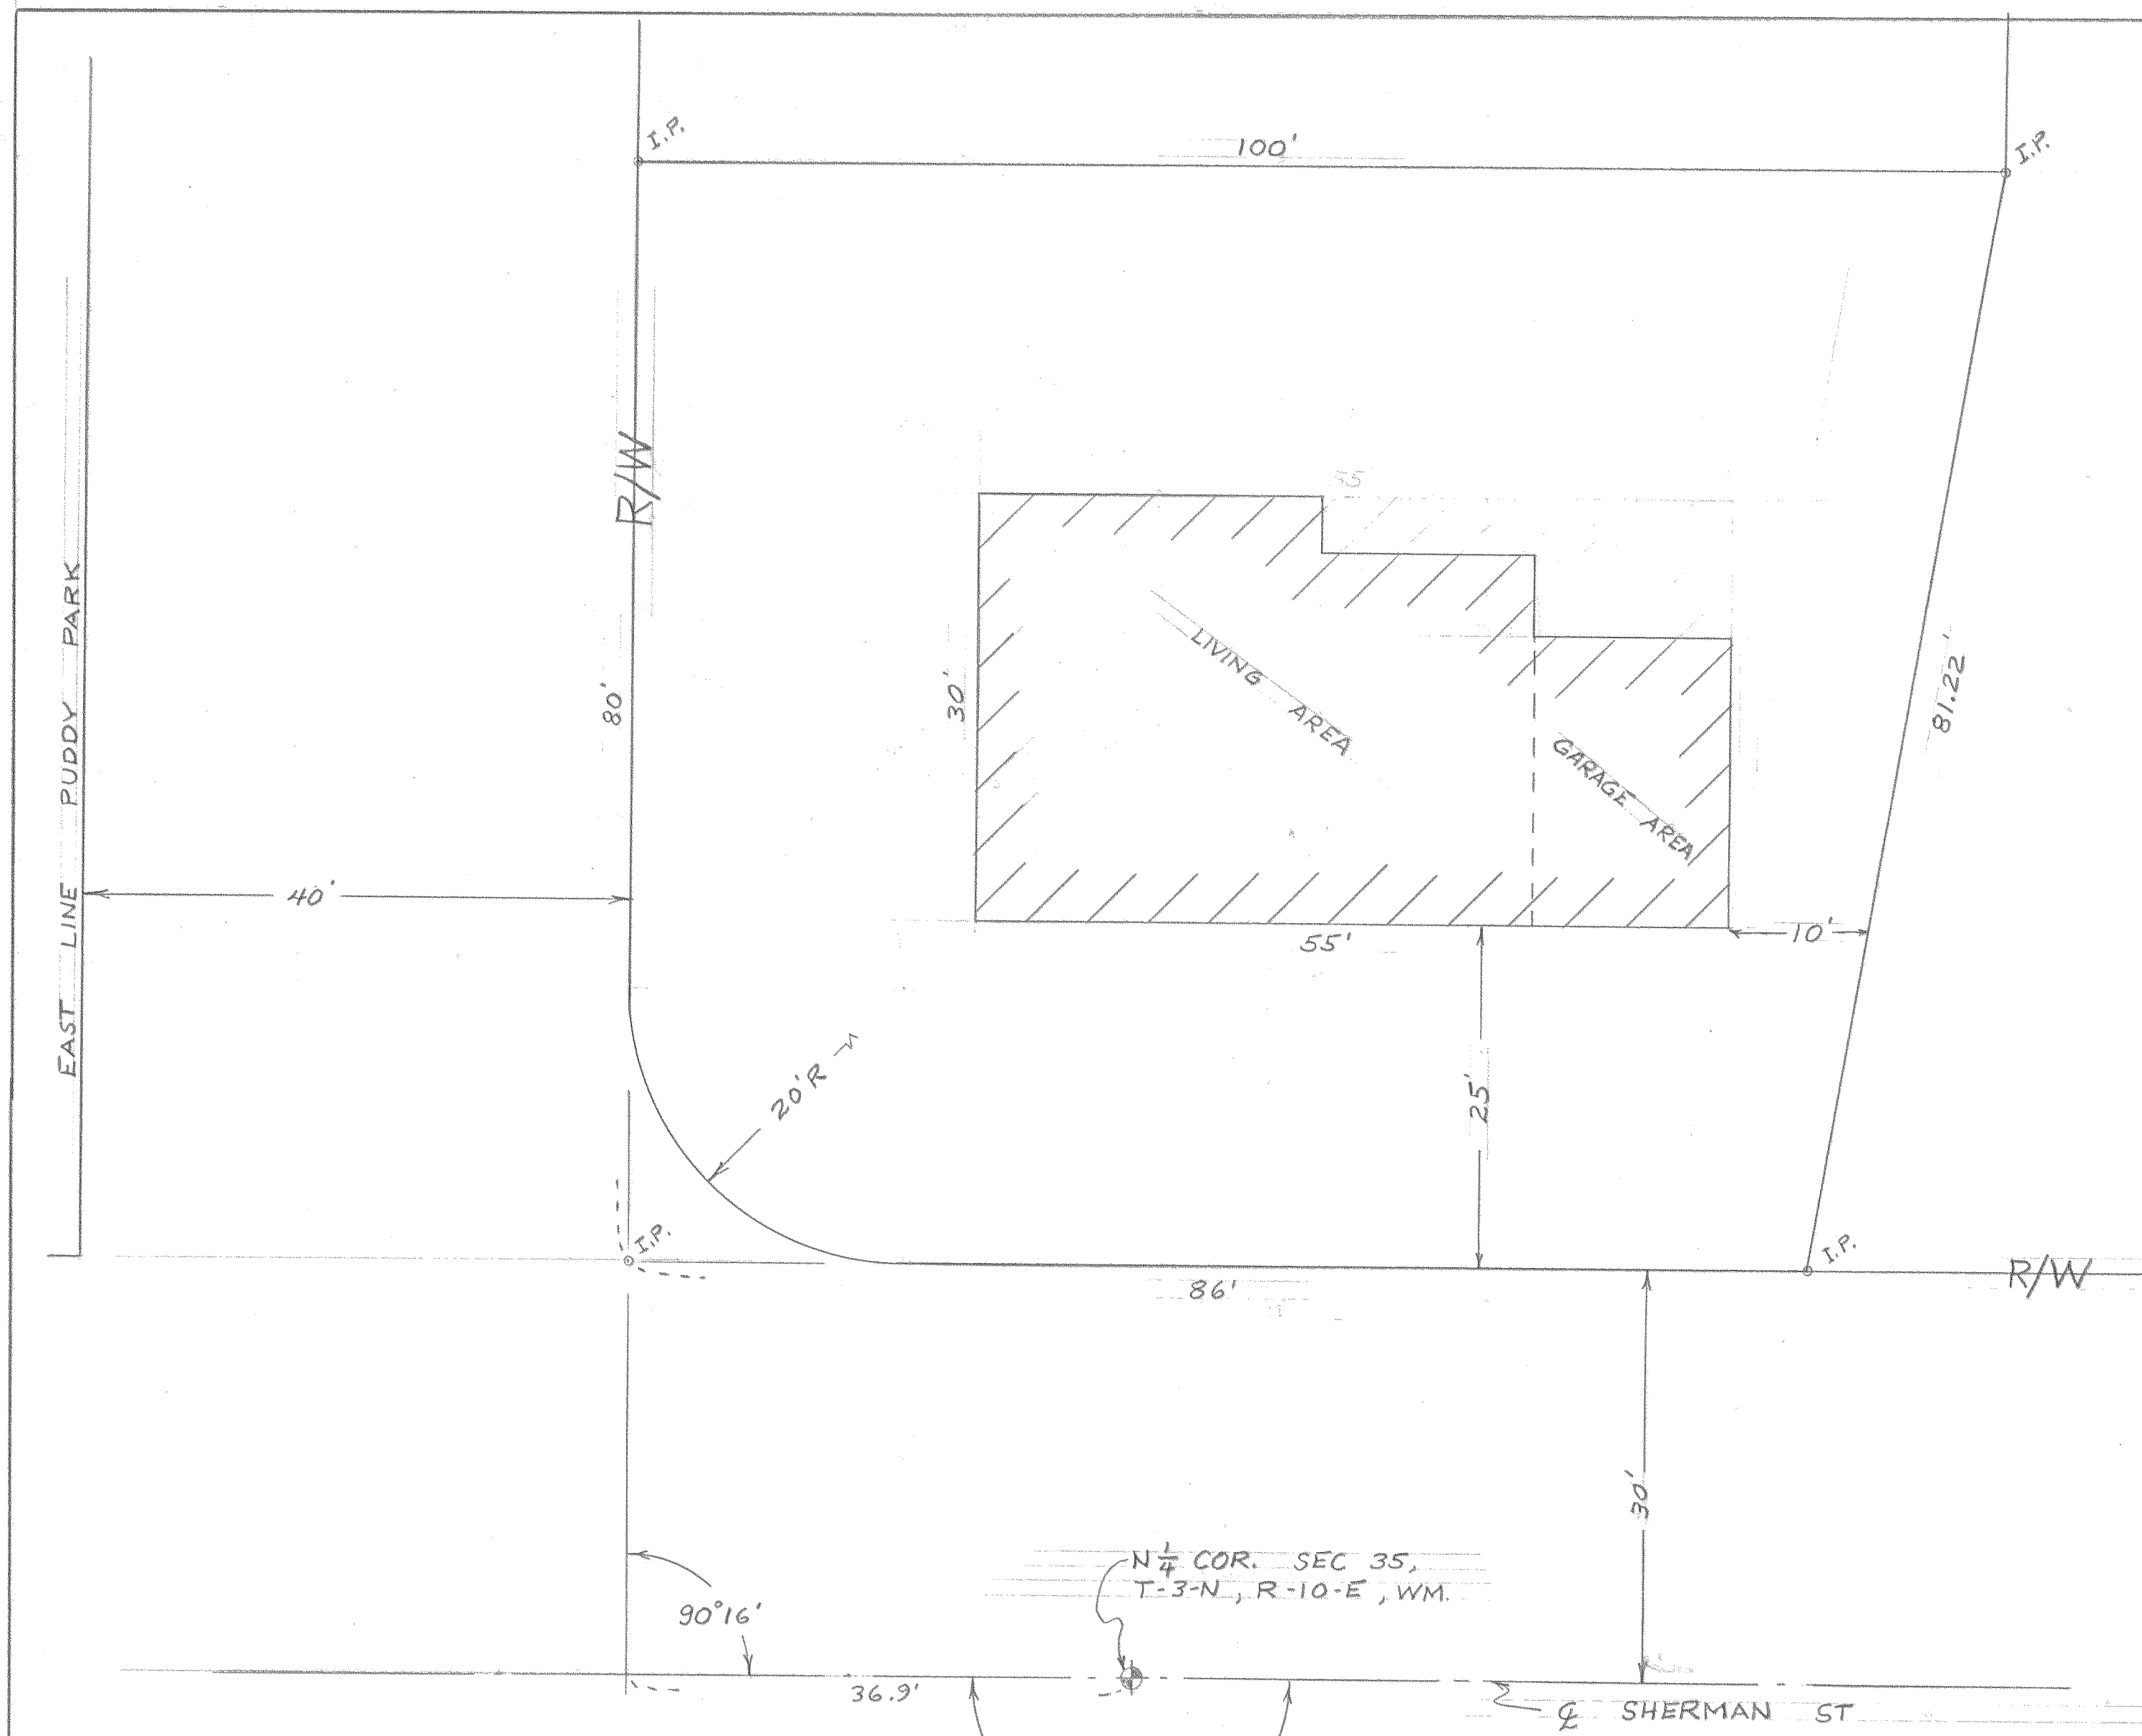 I.P.
100'
I.P.
R/W
LIVING AREA
30'
80'
81.22'
GARAGE AREA
EAST LINE PUDDY PARK
40'
55'
10'
20'R
25'
I.P.
I.P.
R/W
86'
30'
N 1/4 COR. SEC 35,
T-3-N, R-10-E, WM.
90°16'
36.9'
℄ SHERMAN ST